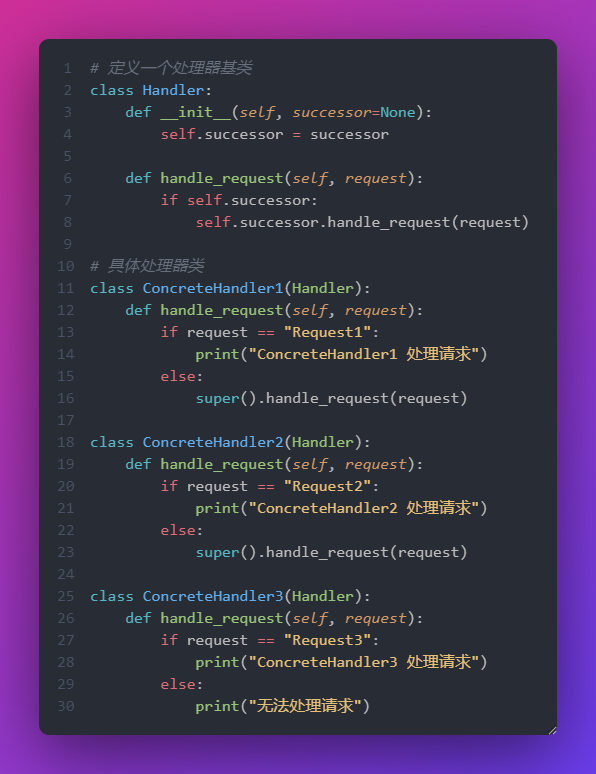 1 # 定义一个处理器基类
2 class Handler:
3     def __init__(self, successor=None):
4         self.successor = successor
5
6     def handle_request(self, request):
7         if self.successor:
8             self.successor.handle_request(request)
9
10 # 具体处理器类
11 class ConcreteHandler1(Handler):
12     def handle_request(self, request):
13         if request == "Request1":
14             print("ConcreteHandler1 处理请求")
15         else:
16             super().handle_request(request)
17
18 class ConcreteHandler2(Handler):
19     def handle_request(self, request):
20         if request == "Request2":
21             print("ConcreteHandler2 处理请求")
22         else:
23             super().handle_request(request)
24
25 class ConcreteHandler3(Handler):
26     def handle_request(self, request):
27         if request == "Request3":
28             print("ConcreteHandler3 处理请求")
29         else:
30             print("无法处理请求")